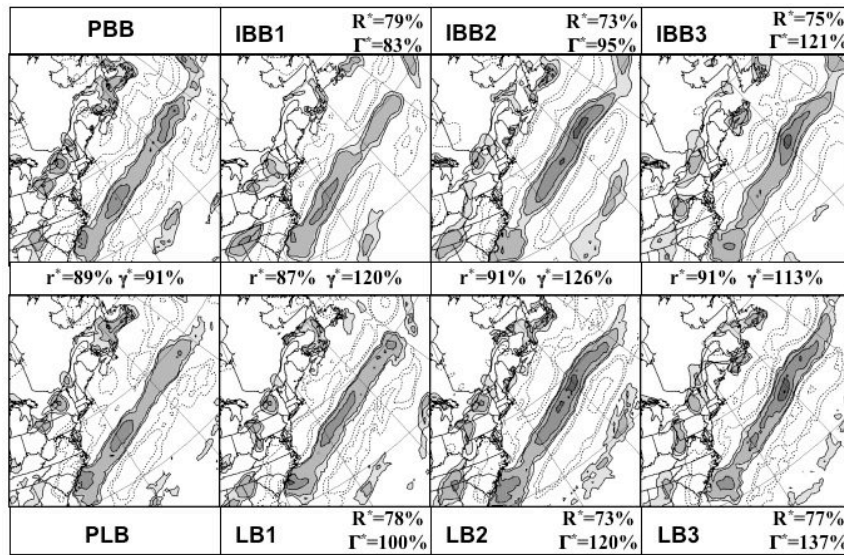 PBB
IBB1 R*=79%
Γ*=83%
IBB2 R*=73%
Γ*=95%
IBB3 R*=75%
Γ*=121%
r*=89% γ*=91%
r*=87% γ*=120%
r*=91% γ*=126%
r*=91% γ*=113%
PLB
LB1 R*=78%
Γ*=100%
LB2 R*=73%
Γ*=120%
LB3 R*=77%
Γ*=137%